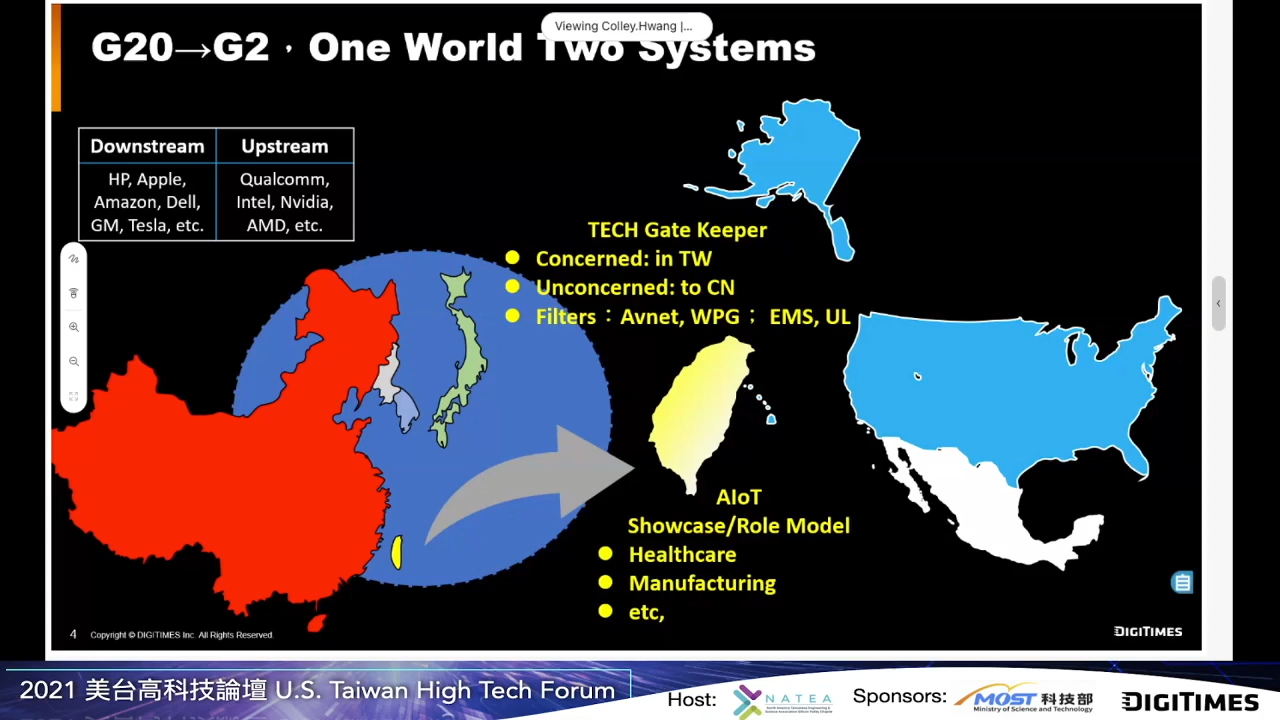 Viewing Colley.Hwang |...
G20→G2，One World Two Systems
Downstream
Upstream
HP, Apple,
Amazon, Dell,
GM, Tesla, etc.
Qualcomm,
Intel, Nvidia,
AMD, etc.
TECH Gate Keeper
Concerned: in TW
Unconcerned: to CN
Filters：Avnet, WPG； EMS, UL
AIoT
Showcase/Role Model
Healthcare
Manufacturing
etc,
4 Copyright © DIGITIMES Inc. All Rights Reserved.
DIGITIMES
2021 美台高科技論壇 U.S. Taiwan High Tech Forum
Host:
NATEA
Sponsors:
MOST 科技部
Ministry of Science and Technology
DIGITIMES